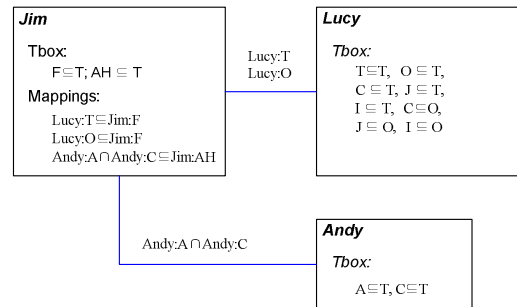 Jim
Tbox:
F⊑T; AH ⊑ T
Mappings:
Lucy:T⊑Jim:F
Lucy:O⊑Jim:F
Andy:A∩Andy:C⊑Jim:AH
Lucy:T
Lucy:O
Lucy
Tbox:
T⊑T, O ⊑ T,
C ⊑ T, J ⊑ T,
I ⊑ T, C⊑O,
J ⊑ O, I ⊑ O
Andy:A∩Andy:C
Andy
Tbox:
A⊑T, C⊑T